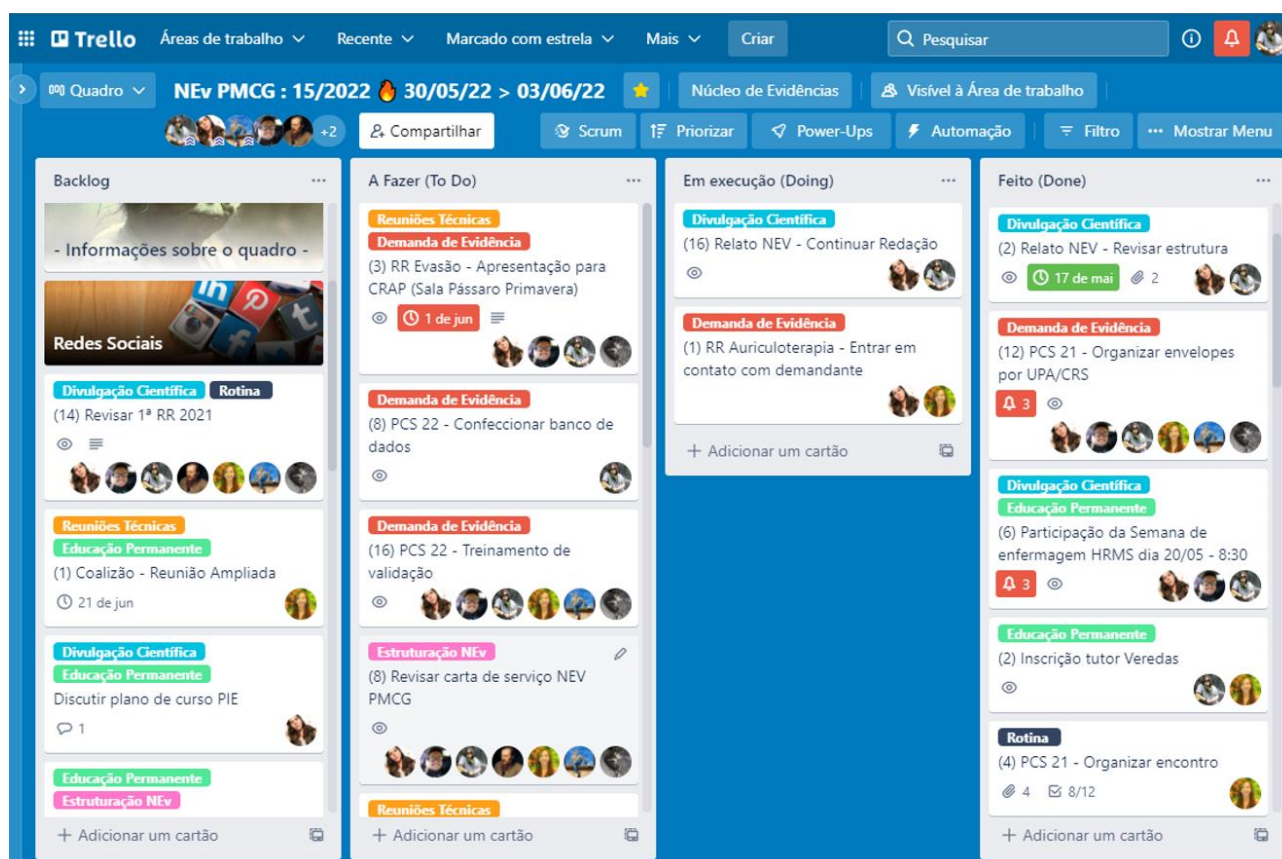 Trello Áreas de trabalho Recente Marcado com estrela Mais Criar Pesquisar
Quadro NEv PMCG : 15/2022 🔥 30/05/22 > 03/06/22 Núcleo de Evidências Visível à Área de trabalho
+2 Compartilhar Scrum Priorizar Power-Ups Automação Filtro Mostrar Menu
Backlog
- Informações sobre o quadro -
Redes Sociais
Divulgação Científica Rotina
(14) Revisar 1ª RR 2021
Reuniões Técnicas
Educação Permanente
(1) Coalizão - Reunião Ampliada
21 de jun
Divulgação Científica
Educação Permanente
Discutir plano de curso PIE
1
Educação Permanente
Estruturação NEv
+ Adicionar um cartão
A Fazer (To Do)
Reuniões Técnicas
Demanda de Evidência
(3) RR Evasão - Apresentação para
CRAP (Sala Pássaro Primavera)
1 de jun
Demanda de Evidência
(8) PCS 22 - Confeccionar banco de
dados
Demanda de Evidência
(16) PCS 22 - Treinamento de
validação
Estruturação NEv
(8) Revisar carta de serviço NEV
PMCG
Reuniões Técnicas
+ Adicionar um cartão
Em execução (Doing)
Divulgação Científica
(16) Relato NEV - Continuar Redação
Demanda de Evidência
(1) RR Auriculoterapia - Entrar em
contato com demandante
+ Adicionar um cartão
Feito (Done)
Divulgação Científica
(2) Relato NEV - Revisar estrutura
17 de mai 2
Demanda de Evidência
(12) PCS 21 - Organizar envelopes
por UPA/CRS
3
Divulgação Científica
Educação Permanente
(6) Participação da Semana de
enfermagem HRMS dia 20/05 - 8:30
3
Educação Permanente
(2) Inscrição tutor Veredas
Rotina
(4) PCS 21 - Organizar encontro
4 8/12
+ Adicionar um cartão